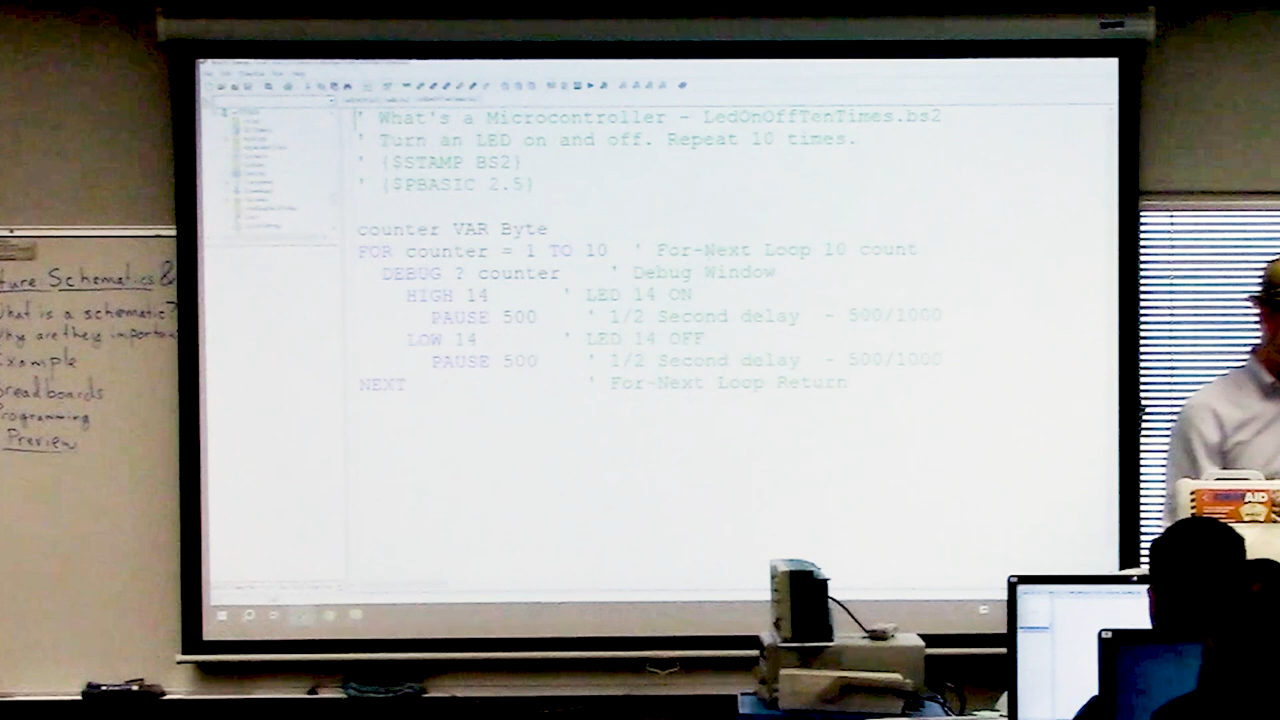 ' What's a Microcontroller - LedOnOffTenTimes.bs2
' Turn an LED on and off. Repeat 10 times.
' {$STAMP BS2}
' {$PBASIC 2.5}
counter VAR Byte
FOR counter = 1 TO 10 ' For-Next Loop 10 count
DEBUG ? counter ' Debug Window
HIGH 14 ' LED 14 ON
PAUSE 500 ' 1/2 Second delay - 500/1000
LOW 14 ' LED 14 OFF
PAUSE 500 ' 1/2 Second delay - 500/1000
NEXT ' For-Next Loop Return
ture: Schematics &
What is a schematic?
Why are they importan
Example
Breadboards
Programming
Preview
AID